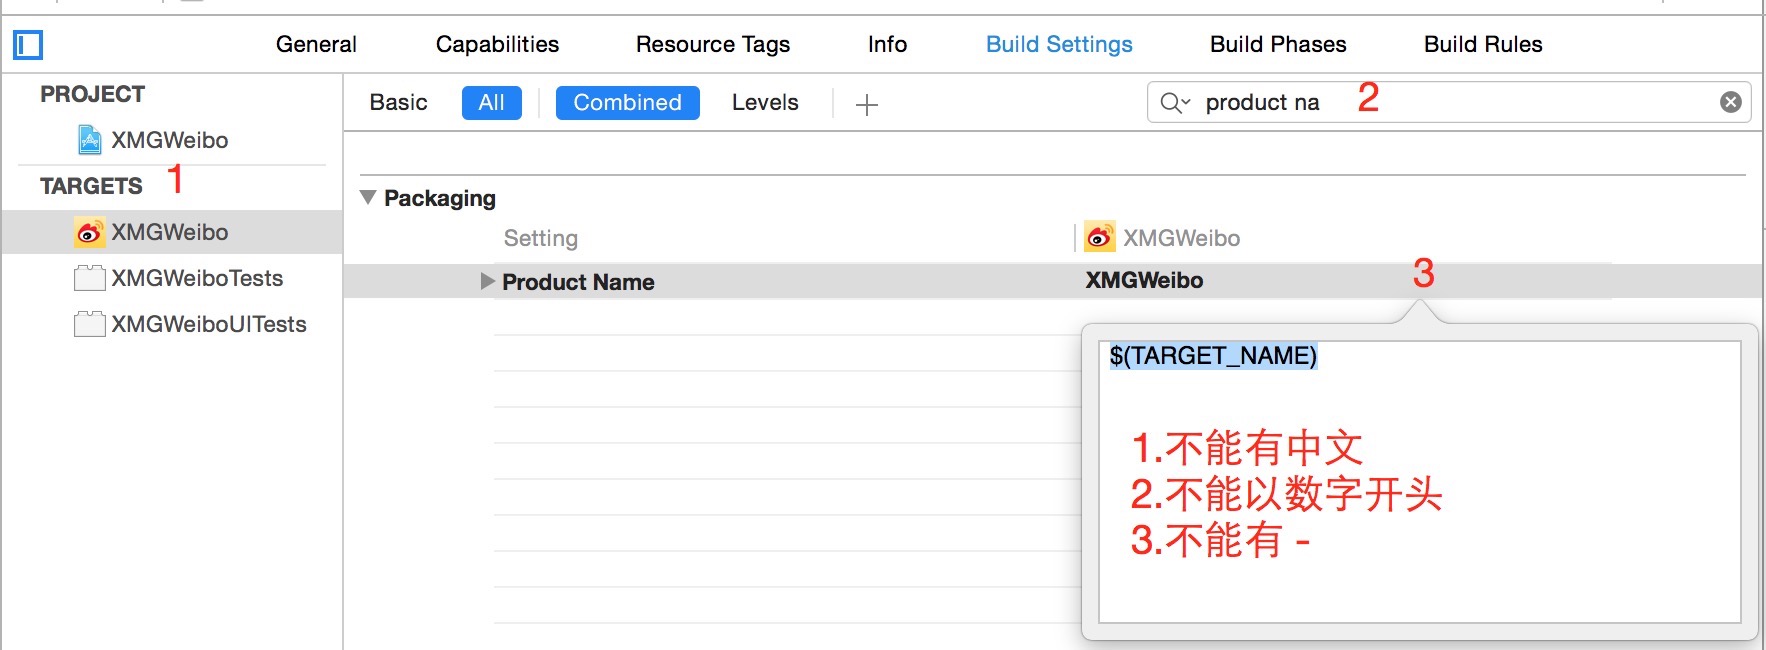 General Capabilities Resource Tags Info Build Settings Build Phases Build Rules
PROJECT
XMGWeibo
TARGETS 1
XMGWeibo
XMGWeiboTests
XMGWeiboUITests
Basic All Combined Levels + product na 2
Packaging
Setting XMGWeibo
Product Name XMGWeibo 3
$(TARGET_NAME)
1.不能有中文
2.不能以数字开头
3.不能有 -